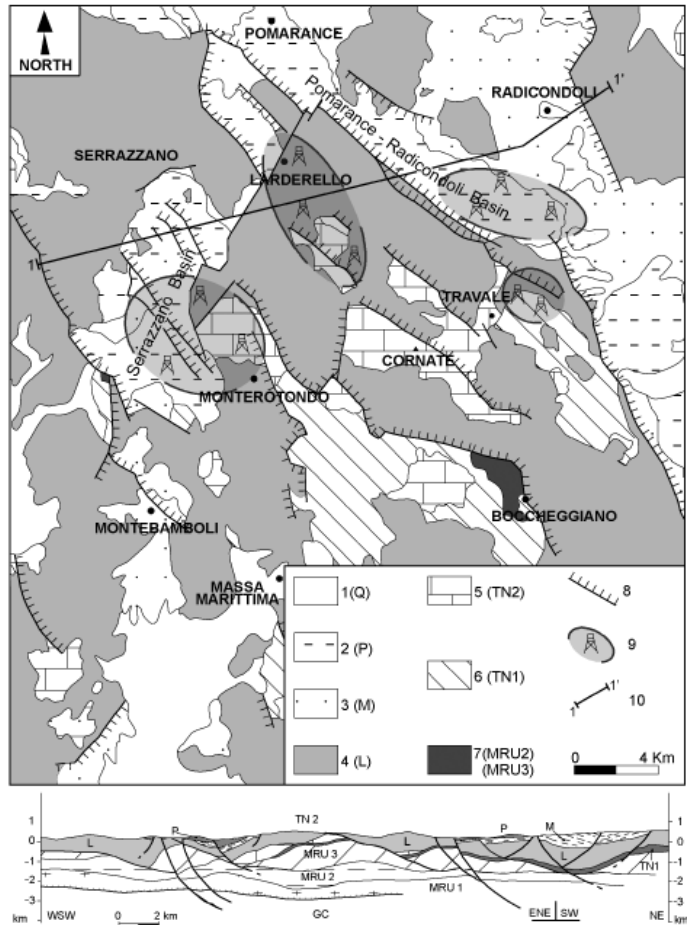 NORTH
POMARANCE
1'
RADICONDOLI
Pomarance - Radicondoli Basin
SERRAZZANO
LARDERELLO
1
Serrazzano Basin
TRAVALE
CORNATE
MONTEROTONDO
BOCCHEGGIANO
MONTEBAMBOLI
MASSA
MARITTIMA
1(Q)
5 (TN2)
8
2 (P)
9
3 (M)
6 (TN1)
1 1' 10
4 (L)
7(MRU2)
(MRU3)
0 4 Km
1 P TN 2 P M 1
0 L L 0
-1 MRU 3 L TN1 -1
-2 MRU 2 MRU 1 -2
-3 -3
km WSW 0 2 km GC ENE SW NE km